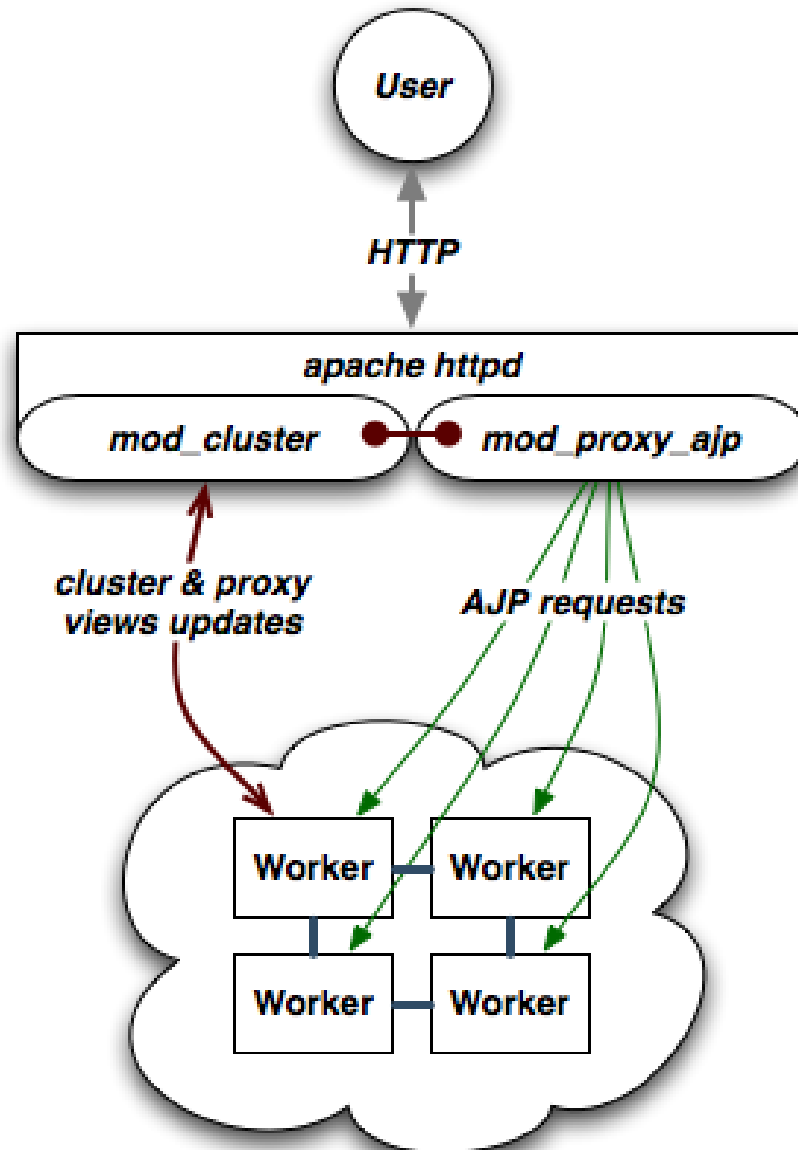 User
HTTP
apache httpd
mod_cluster
mod_proxy_ajp
cluster & proxy
views updates
AJP requests
Worker
Worker
Worker
Worker